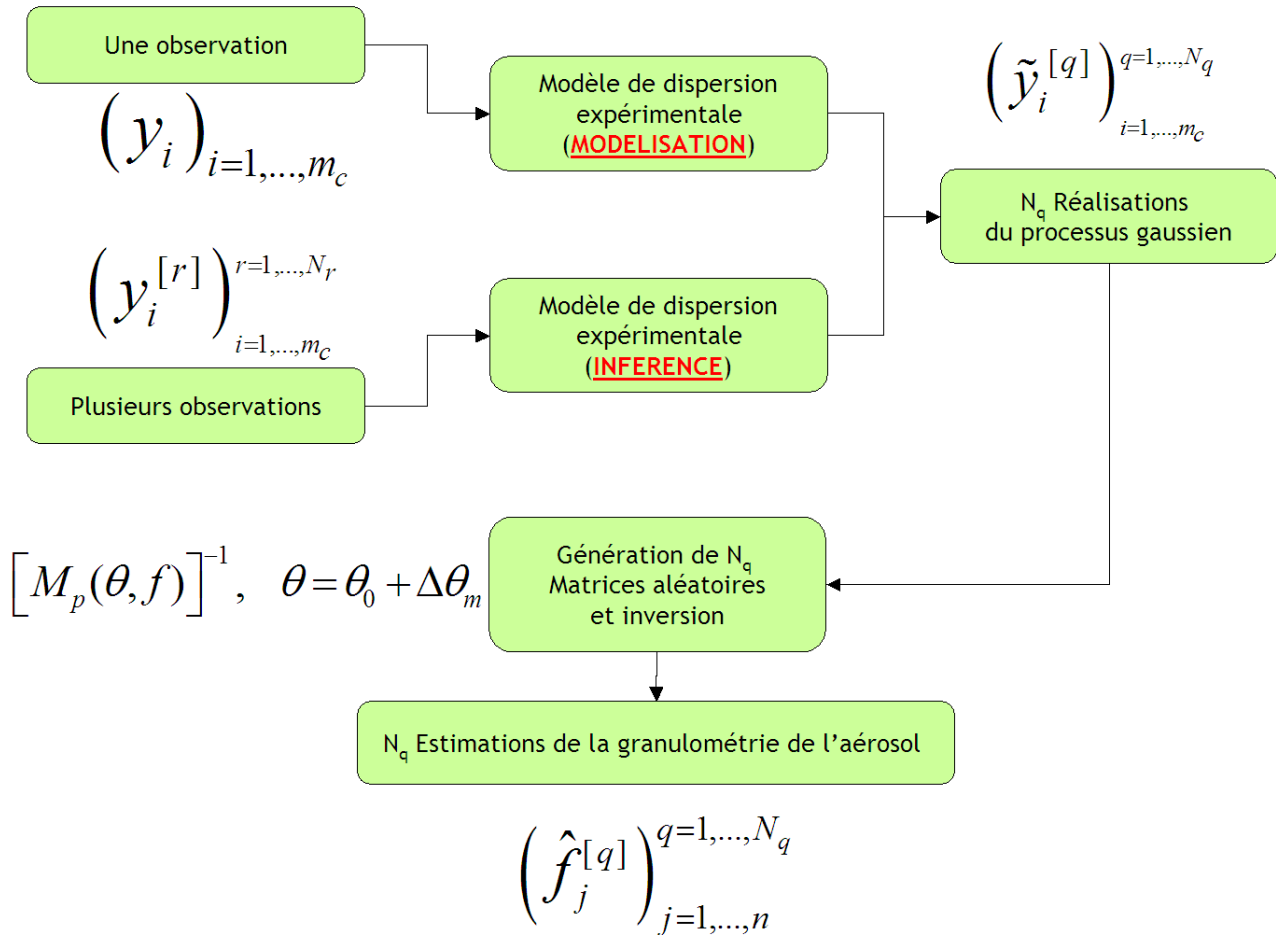 Une observation
(y_i)_{i=1,...,m_c}
Modèle de dispersion
expérimentale
(MODELISATION)
(ỹ_i^{[q]})_{i=1,...,m_c}^{q=1,...,N_q}
N_q Réalisations
du processus gaussien
(y_i^{[r]})_{i=1,...,m_c}^{r=1,...,N_r}
Plusieurs observations
Modèle de dispersion
expérimentale
(INFERENCE)
[M_p(θ,f)]^{-1}, θ=θ_0+Δθ_m
Génération de N_q
Matrices aléatoires
et inversion
N_q Estimations de la granulométrie de l’aérosol
(f̂_j^{[q]})_{j=1,...,n}^{q=1,...,N_q}